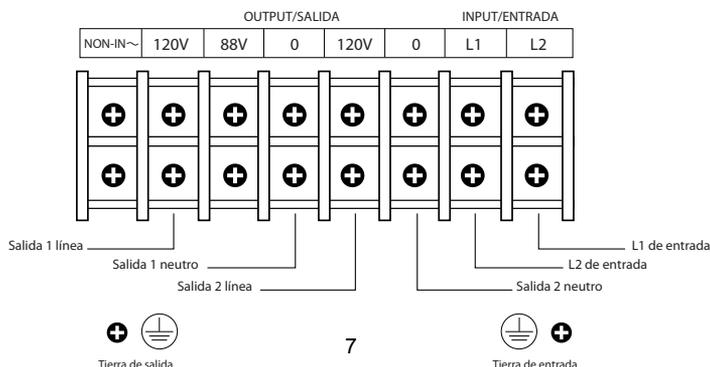 OUTPUT/SALIDA INPUT/ENTRADA
NON-IN～ 120V 88V 0 120V 0 L1 L2
Salida 1 línea L1 de entrada
Salida 1 neutro L2 de entrada
Salida 2 línea Salida 2 neutro
7
Tierra de salida Tierra de entrada